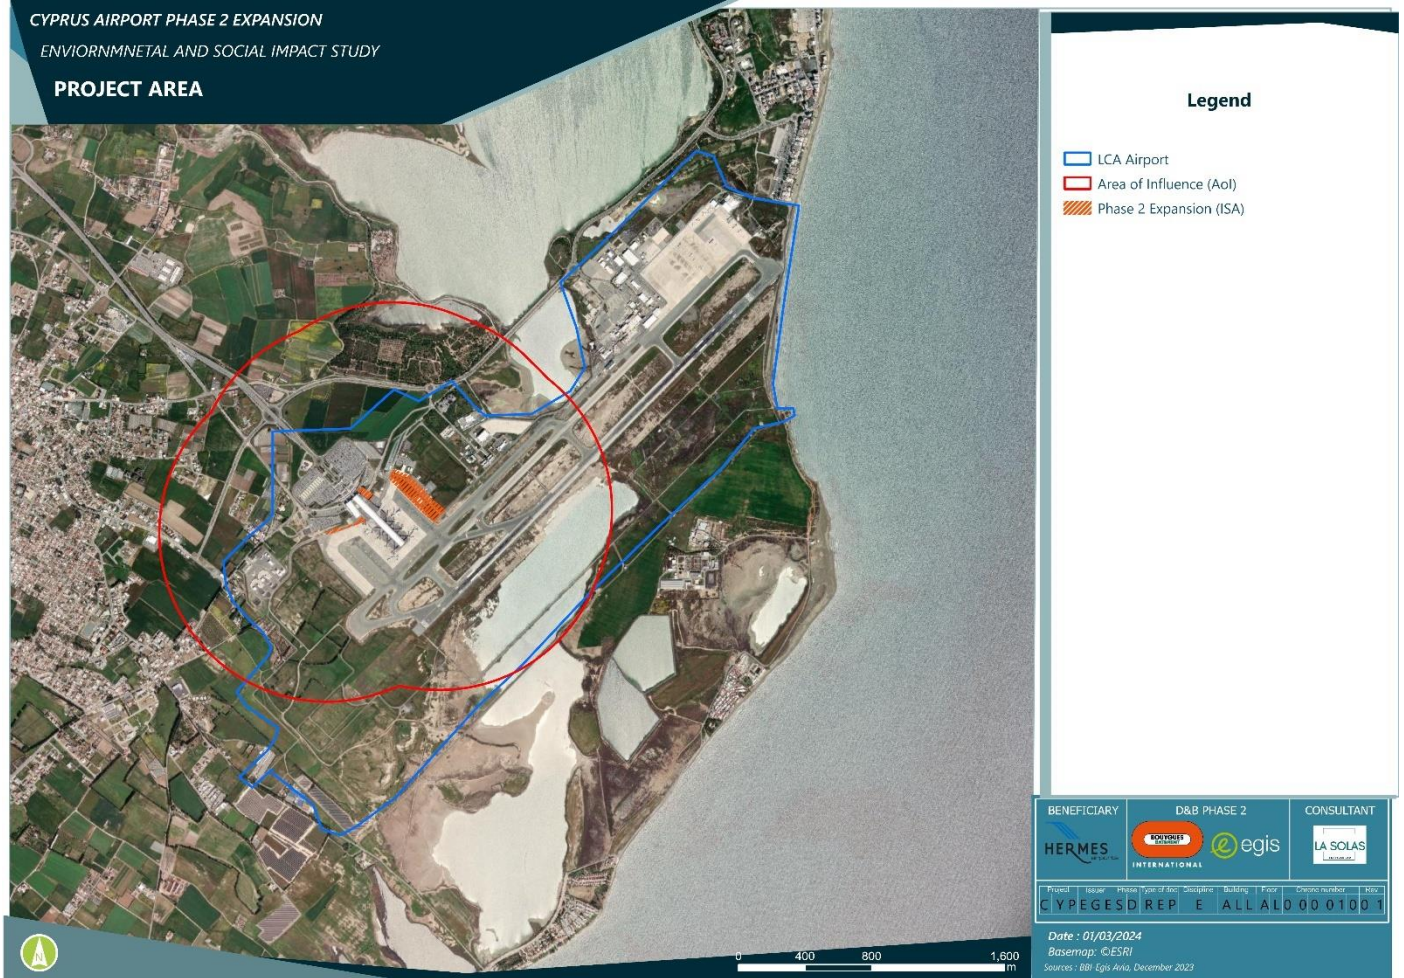 CYPRUS AIRPORT PHASE 2 EXPANSION
ENVIORNMNETAL AND SOCIAL IMPACT STUDY
PROJECT AREA
Legend
LCA Airport
Area of Influence (AoI)
Phase 2 Expansion (ISA)
BENEFICIARY D&B PHASE 2 CONSULTANT
HERMES
BOUYGUES
BATIMENT
INTERNATIONAL
egis
LA SOLAS
Project Issuer Phase Type of doc Discipline Building Floor Chrono number Rev
C Y P E G E S D R E P E A L L A L 0 0 0 0 1 0 0 1
Date : 01/03/2024
Basemap: ©ESRI
Sources : BBI-Egis Avia, December 2023
0 400 800 1,600
m
N